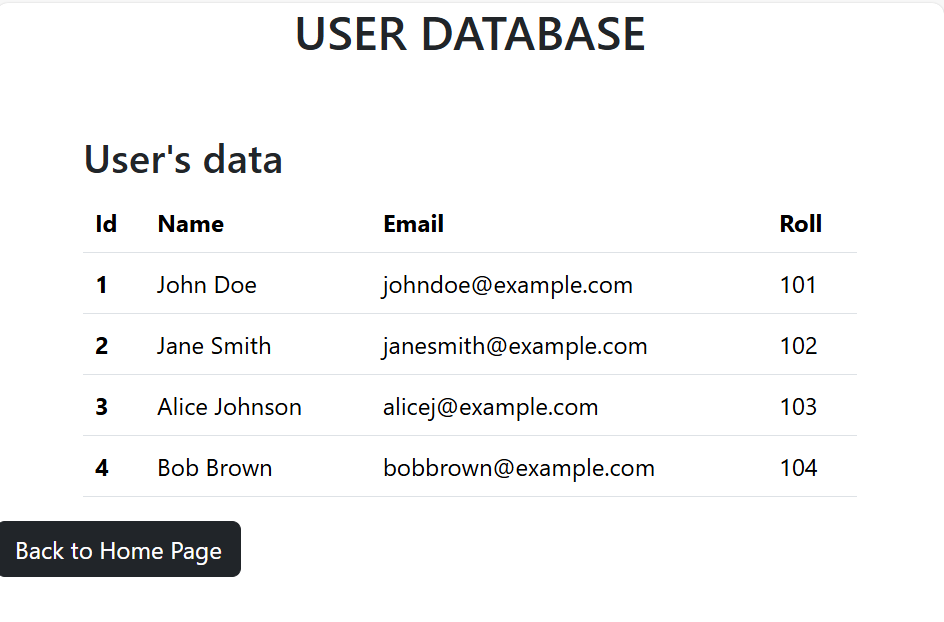 USER DATABASE
User's data
Id Name Email Roll
1 John Doe johndoe@example.com 101
2 Jane Smith janesmith@example.com 102
3 Alice Johnson alicej@example.com 103
4 Bob Brown bobbrown@example.com 104
Back to Home Page